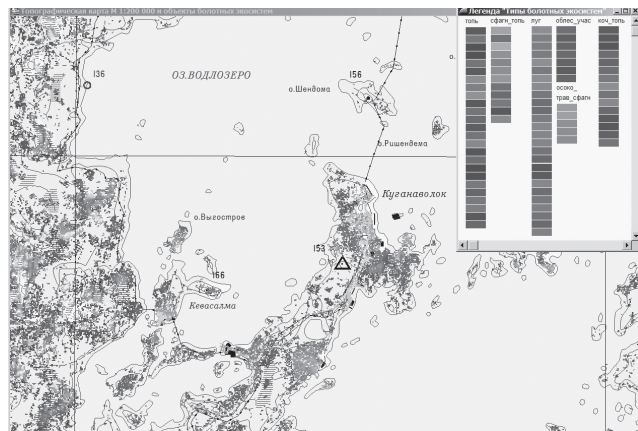 Топографическая карта М 1:200 000 и объекты болотных экосистем
Легенда "Типы болотных экосистем"
топь сфагн_топь луг облес_учас коч_топь
осоко_
трав_сфагн
136
ОЗ.ВОДЛОЗЕРО
156
о.Шендома
о.
о.Ришендема
Куганаволок
о.Выгостров
153
166
Кевасалма